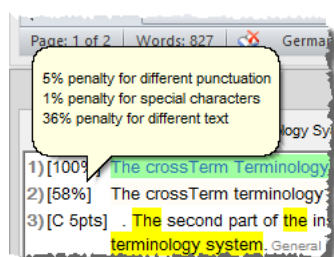 Page: 1 of 2 Words: 827 Germa
5% penalty for different punctuation
1% penalty for special characters
36% penalty for different text
logy Sy
1) [100%] The crossTerm Terminology
2) [58%] The crossTerm terminology
3) [C 5pts] . The second part of the in
terminology system. General